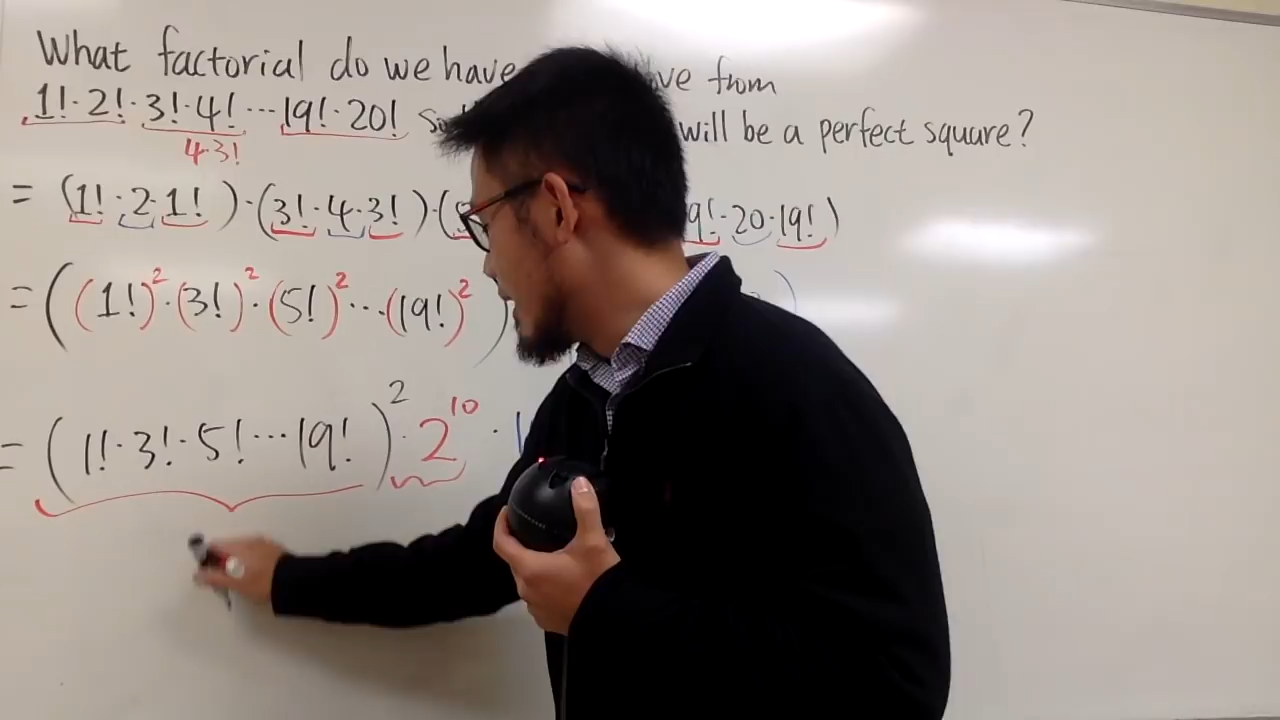 What factorial do we have from
1!·2!·3!·4!···19!·20! will be a perfect square?
4·3!
= (1!·2·1!)·(3!·4·3!)·( 9!·20·19!)
= ((1!)²·(3!)²·(5!)²···(19!)²) )
= (1!·3!·5!···19!)²·2¹⁰·